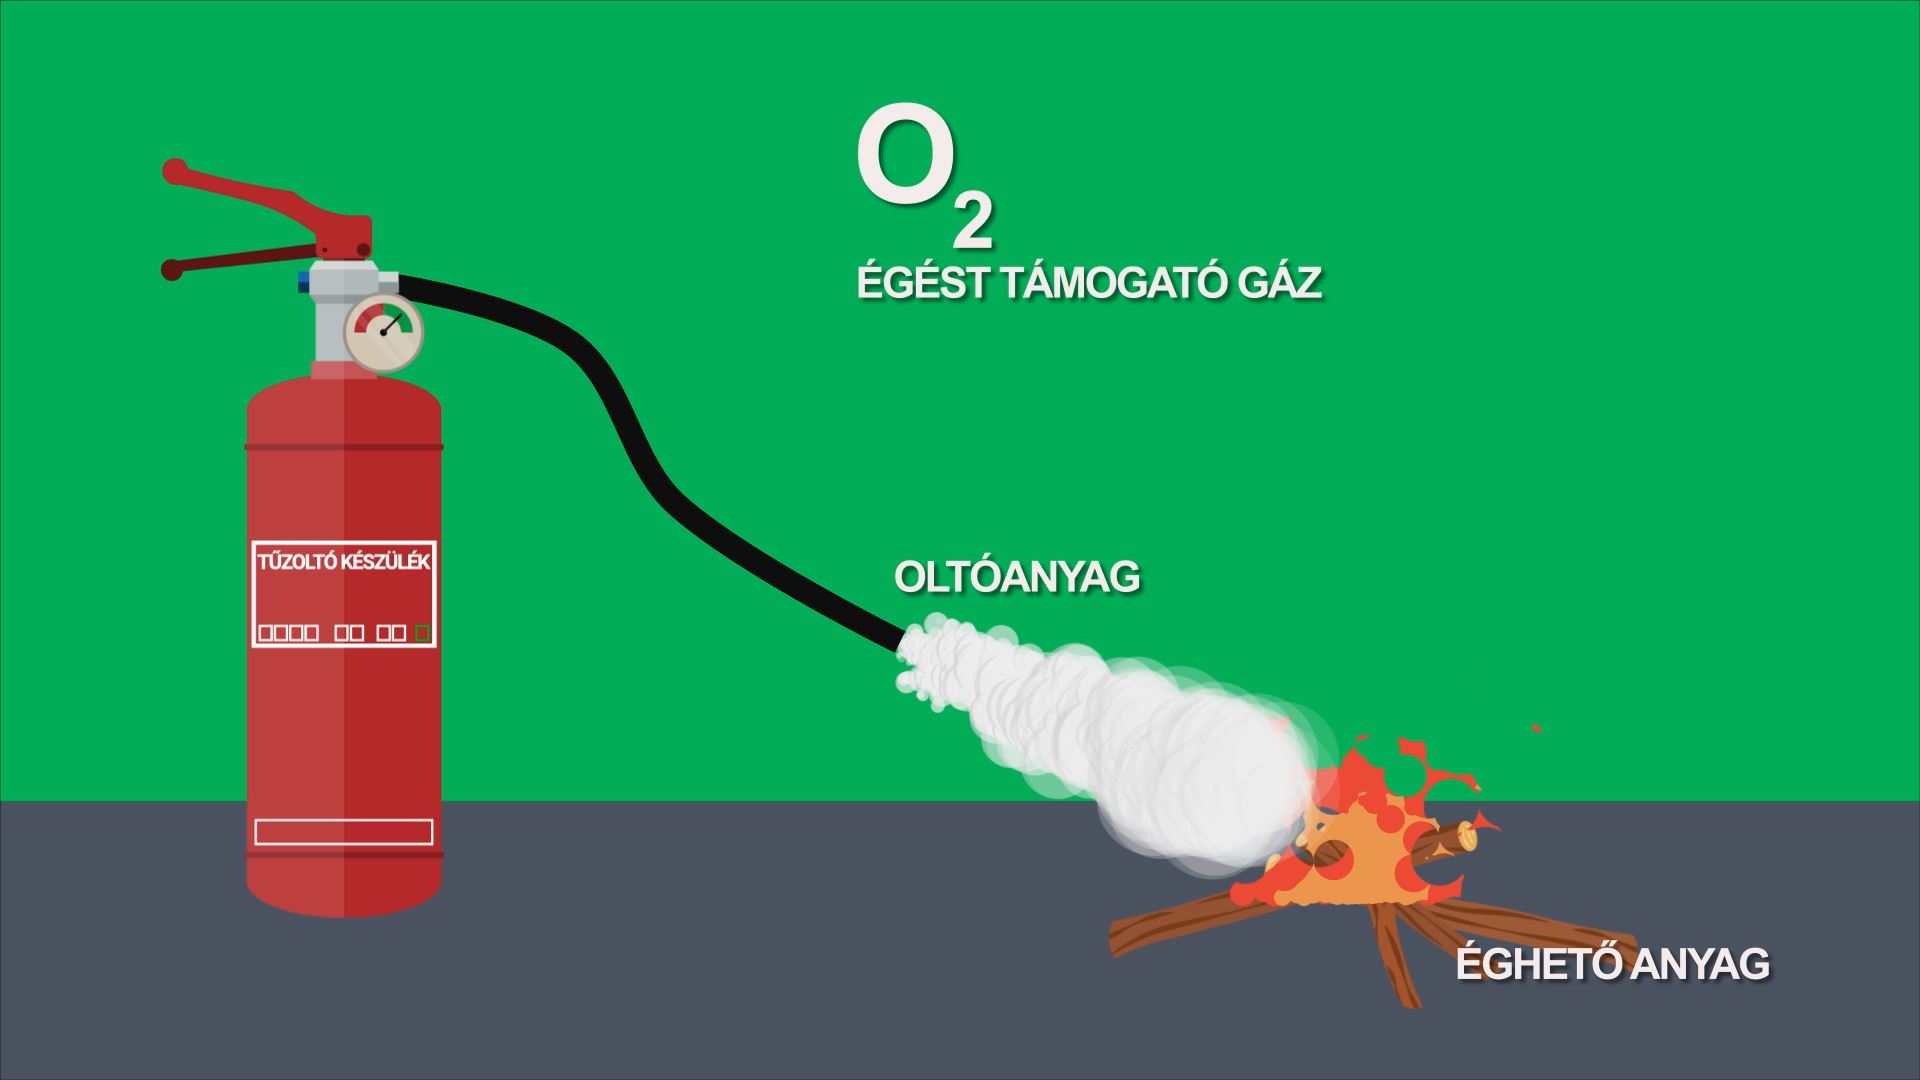 O₂
ÉGÉST TÁMOGATÓ GÁZ
OLTÓANYAG
TŰZOLTÓ KÉSZÜLÉK
ÉGHETŐ ANYAG